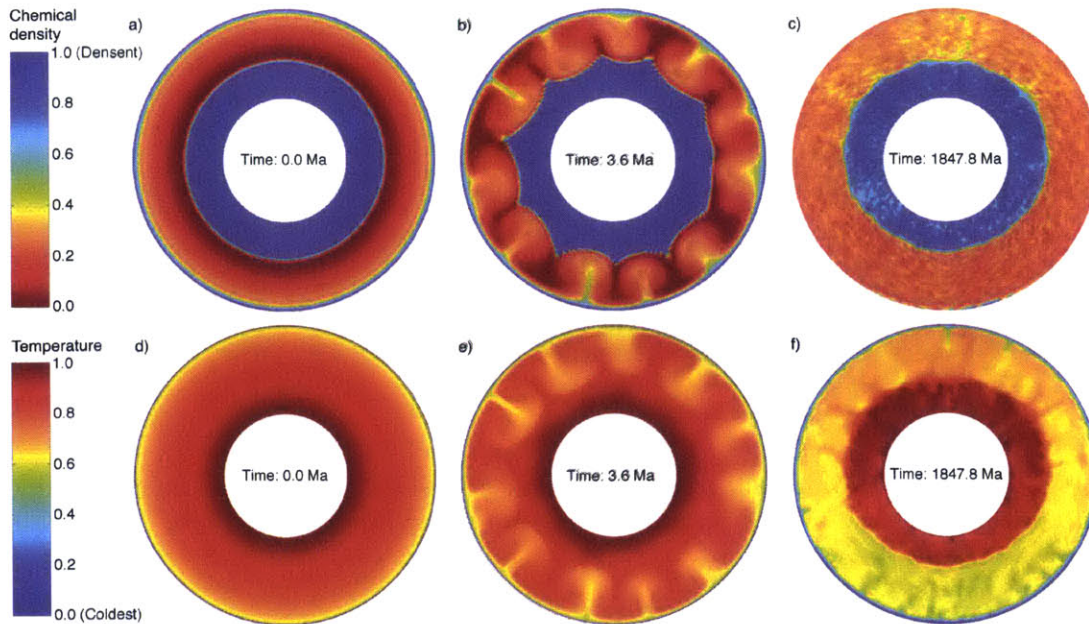 Chemical
density
1.0 (Densent)
0.8
0.6
0.4
0.2
0.0
a)
Time: 0.0 Ma
b)
Time: 3.6 Ma
c)
Time: 1847.8 Ma
Temperature
1.0
0.8
0.6
0.4
0.2
0.0 (Coldest)
d)
Time: 0.0 Ma
e)
Time: 3.6 Ma
f)
Time: 1847.8 Ma